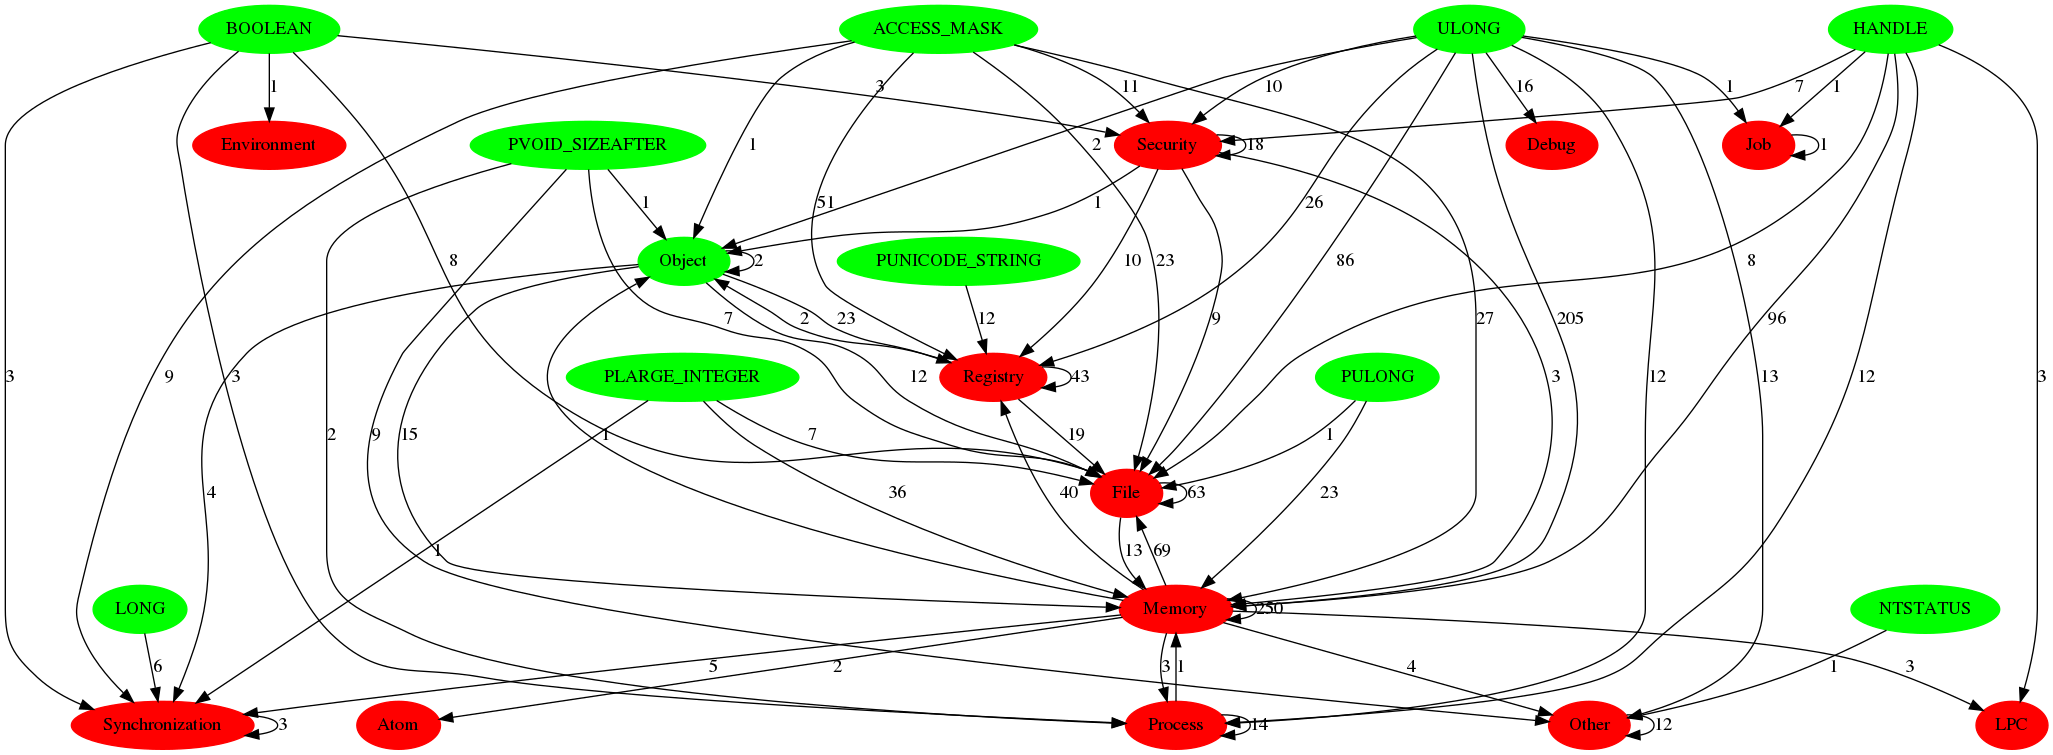 BOOLEAN
ACCESS_MASK
ULONG
HANDLE
1
3
11
10
16
1
1
7
Environment
PVOID_SIZEAFTER
1
2
Security
18
Debug
Job
1
1
51
1
26
Object
2
8
PUNICODE_STRING
10
23
86
8
7
2
23
12
9
27
205
96
3
9
3
PLARGE_INTEGER
12
Registry
43
3
PULONG
12
13
12
3
2
9
15
1
7
19
1
4
36
40
File
63
23
1
13
69
LONG
Memory
250
NTSTATUS
6
5
2
3
1
4
3
1
Synchronization
3
Atom
Process
14
Other
12
LPC